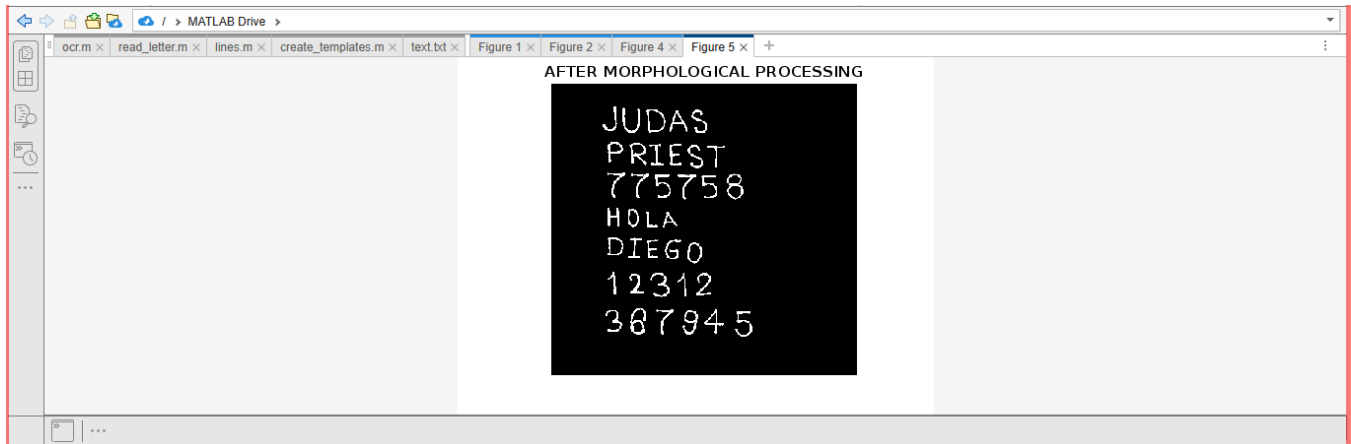 / > MATLAB Drive >
ocr.m × read_letter.m × lines.m × create_templates.m × text.txt × Figure 1 × Figure 2 × Figure 4 × Figure 5 × +
AFTER MORPHOLOGICAL PROCESSING
JUDAS
PRIEST
775758
HOLA
DIEGO
12312
367945